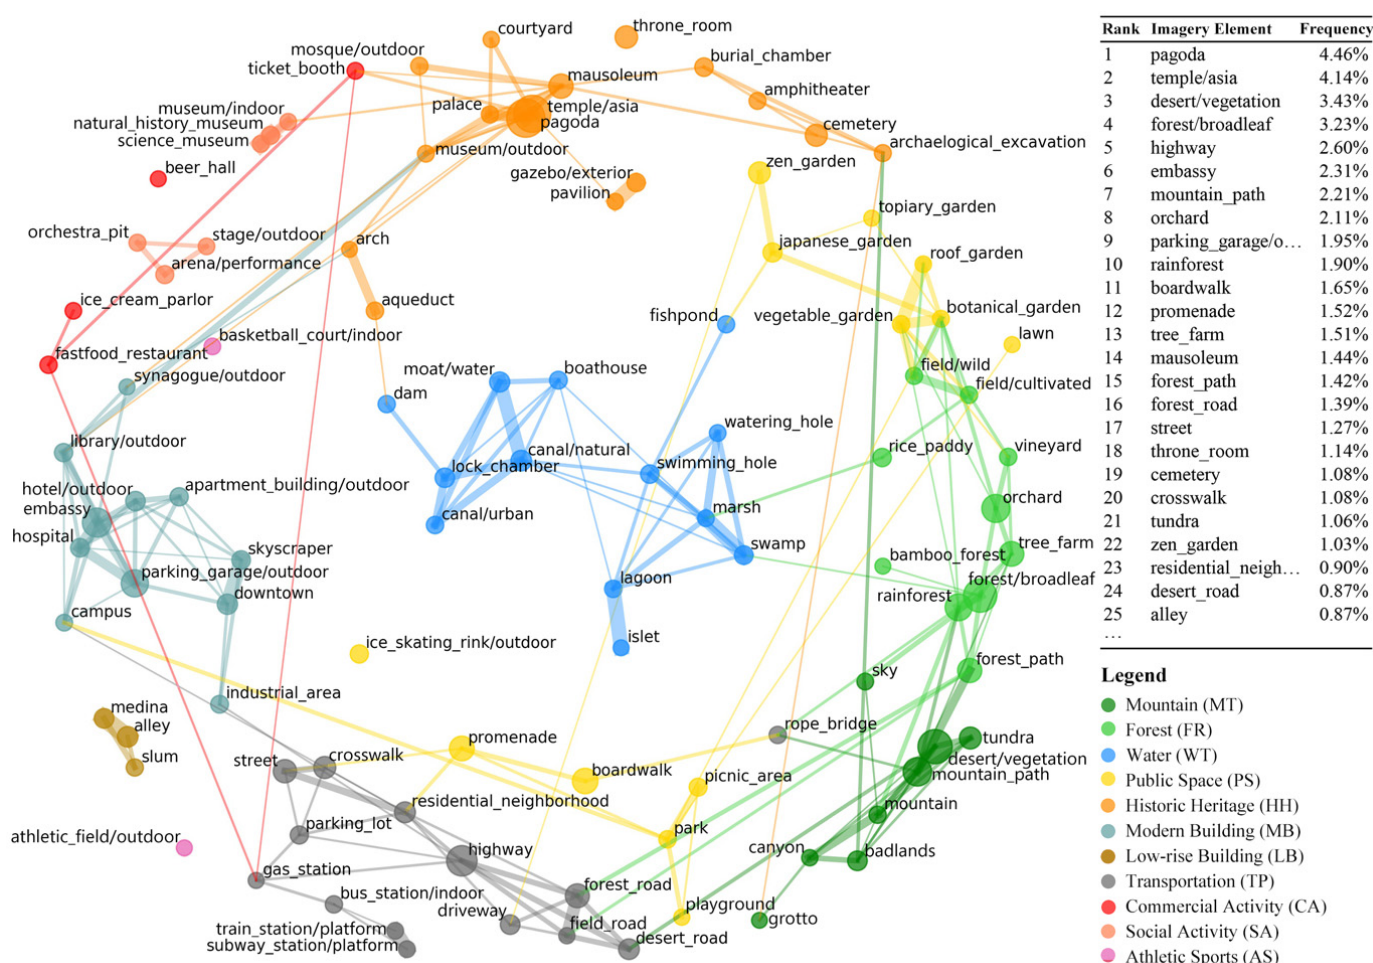 courtyard
throne_room
mosque/outdoor
burial_chamber
ticket_booth
mausoleum
amphitheater
museum/indoor
palace
temple/asia
natural_history_museum
pagoda
cemetery
science_museum
archaelogical_excavation
museum/outdoor
beer_hall
zen_garden
gazebo/exterior
pavilion
topiary_garden
orchestra_pit
stage/outdoor
arch
japanese_garden
roof_garden
arena/performance
ice_cream_parlor
aqueduct
botanical_garden
fishpond
vegetable_garden
lawn
basketball_court/indoor
fastfood_restaurant
field/wild
synagogue/outdoor
moat/water
boathouse
field/cultivated
dam
watering_hole
library/outdoor
canal/natural
rice_paddy
vineyard
lock_chamber
swimming_hole
hotel/outdoor
apartment_building/outdoor
orchard
embassy
canal/urban
marsh
hospital
skyscraper
swamp
tree_farm
bamboo_forest
parking_garage/outdoor
lagoon
forest/broadleaf
downtown
rainforest
campus
islet
ice_skating_rink/outdoor
forest_path
sky
industrial_area
medina
rope_bridge
alley
promenade
tundra
slum
crosswalk
street
boardwalk
picnic_area
desert/vegetation
mountain_path
residential_neighborhood
mountain
parking_lot
park
athletic_field/outdoor
highway
canyon
badlands
gas_station
bus_station/indoor
forest_road
driveway
playground
grotto
train_station/platform
field_road
subway_station/platform
desert_road
Rank Imagery Element Frequency
1 pagoda 4.46%
2 temple/asia 4.14%
3 desert/vegetation 3.43%
4 forest/broadleaf 3.23%
5 highway 2.60%
6 embassy 2.31%
7 mountain_path 2.21%
8 orchard 2.11%
9 parking_garage/o... 1.95%
10 rainforest 1.90%
11 boardwalk 1.65%
12 promenade 1.52%
13 tree_farm 1.51%
14 mausoleum 1.44%
15 forest_path 1.42%
16 forest_road 1.39%
17 street 1.27%
18 throne_room 1.14%
19 cemetery 1.08%
20 crosswalk 1.08%
21 tundra 1.06%
22 zen_garden 1.03%
23 residential_neigh... 0.90%
24 desert_road 0.87%
25 alley 0.87%
...
Legend
Mountain (MT)
Forest (FR)
Water (WT)
Public Space (PS)
Historic Heritage (HH)
Modern Building (MB)
Low-rise Building (LB)
Transportation (TP)
Commercial Activity (CA)
Social Activity (SA)
Athletic Sports (AS)